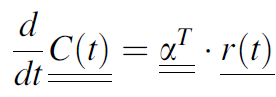 d/dt C(t) = α^T · r(t)